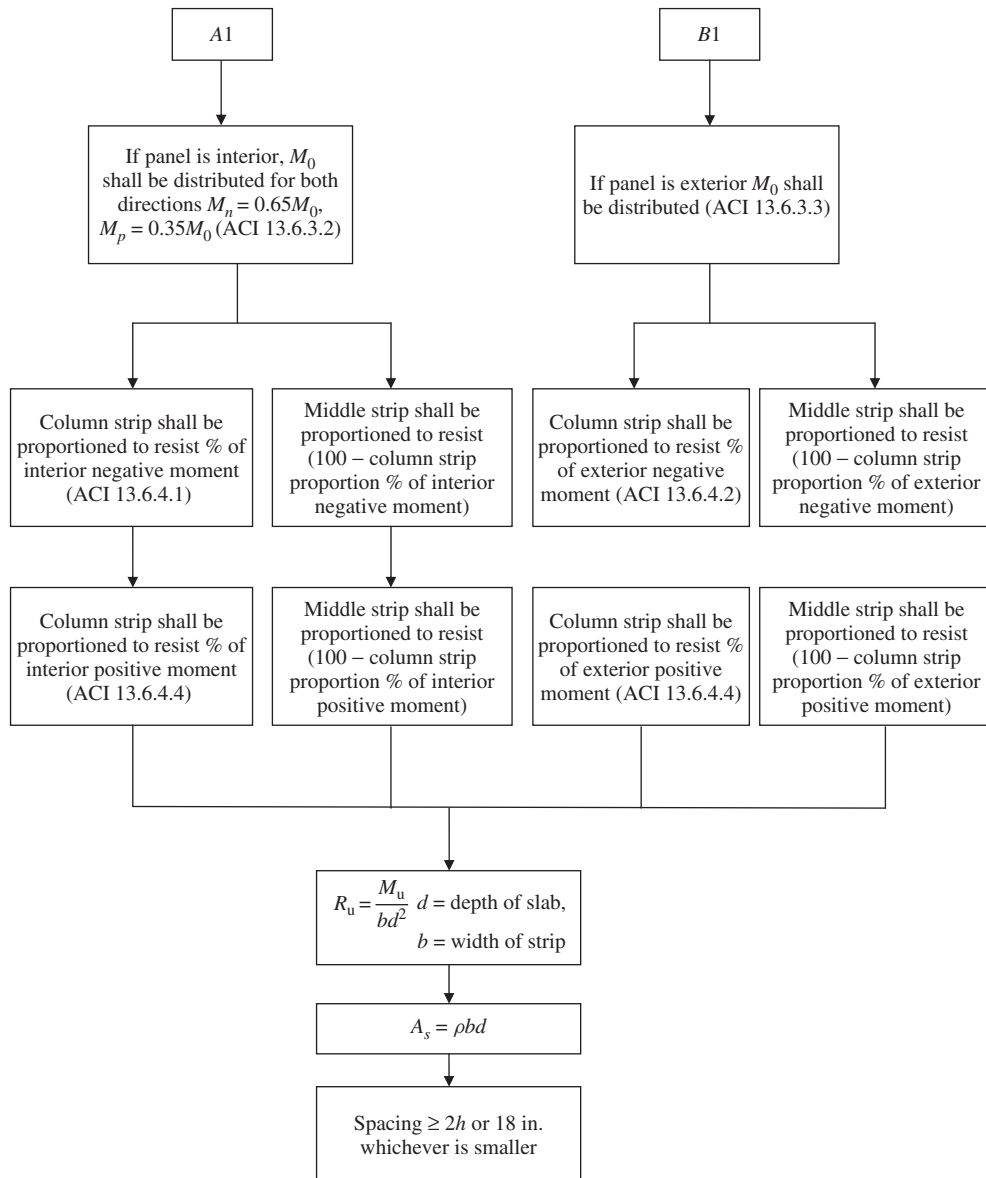 A1
B1
If panel is interior, M0
shall be distributed for both
directions Mn = 0.65M0,
Mp = 0.35M0 (ACI 13.6.3.2)
If panel is exterior M0 shall
be distributed (ACI 13.6.3.3)
Column strip shall be
proportioned to resist % of
interior negative moment
(ACI 13.6.4.1)
Middle strip shall be
proportioned to resist
(100 − column strip
proportion % of interior
negative moment)
Column strip shall be
proportioned to resist %
of exterior negative
moment (ACI 13.6.4.2)
Middle strip shall be
proportioned to resist
(100 − column strip
proportion % of exterior
negative moment)
Column strip shall be
proportioned to resist % of
interior positive moment
(ACI 13.6.4.4)
Middle strip shall be
proportioned to resist
(100 − column strip
proportion % of interior
positive moment)
Column strip shall be
proportioned to resist %
of exterior positive
moment (ACI 13.6.4.4)
Middle strip shall be
proportioned to resist
(100 − column strip
proportion % of exterior
positive moment)
Ru = Mu/bd² d = depth of slab,
b = width of strip
As = ρbd
Spacing ≥ 2h or 18 in.
whichever is smaller